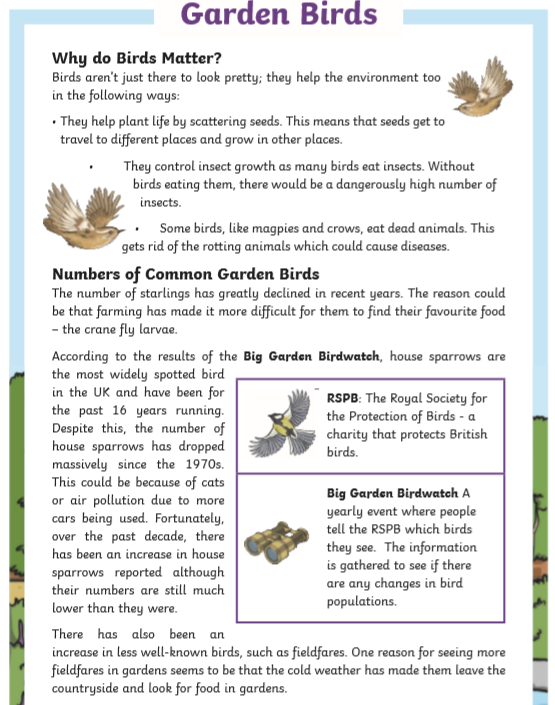 Garden Birds
Why do Birds Matter?
Birds aren't just there to look pretty; they help the environment too
in the following ways:
• They help plant life by scattering seeds. This means that seeds get to
travel to different places and grow in other places.
• They control insect growth as many birds eat insects. Without
birds eating them, there would be a dangerously high number of
insects.
• Some birds, like magpies and crows, eat dead animals. This
gets rid of the rotting animals which could cause diseases.
Numbers of Common Garden Birds
The number of starlings has greatly declined in recent years. The reason could
be that farming has made it more difficult for them to find their favourite food
– the crane fly larvae.
According to the results of the Big Garden Birdwatch, house sparrows are
the most widely spotted bird
in the UK and have been for
the past 16 years running.
Despite this, the number of
house sparrows has dropped
massively since the 1970s.
This could be because of cats
or air pollution due to more
cars being used. Fortunately,
over the past decade, there
has been an increase in house
sparrows reported although
their numbers are still much
lower than they were.
RSPB: The Royal Society for
the Protection of Birds - a
charity that protects British
birds.
Big Garden Birdwatch A
yearly event where people
tell the RSPB which birds
they see. The information
is gathered to see if there
are any changes in bird
populations.
There has also been an
increase in less well-known birds, such as fieldfares. One reason for seeing more
fieldfares in gardens seems to be that the cold weather has made them leave the
countryside and look for food in gardens.